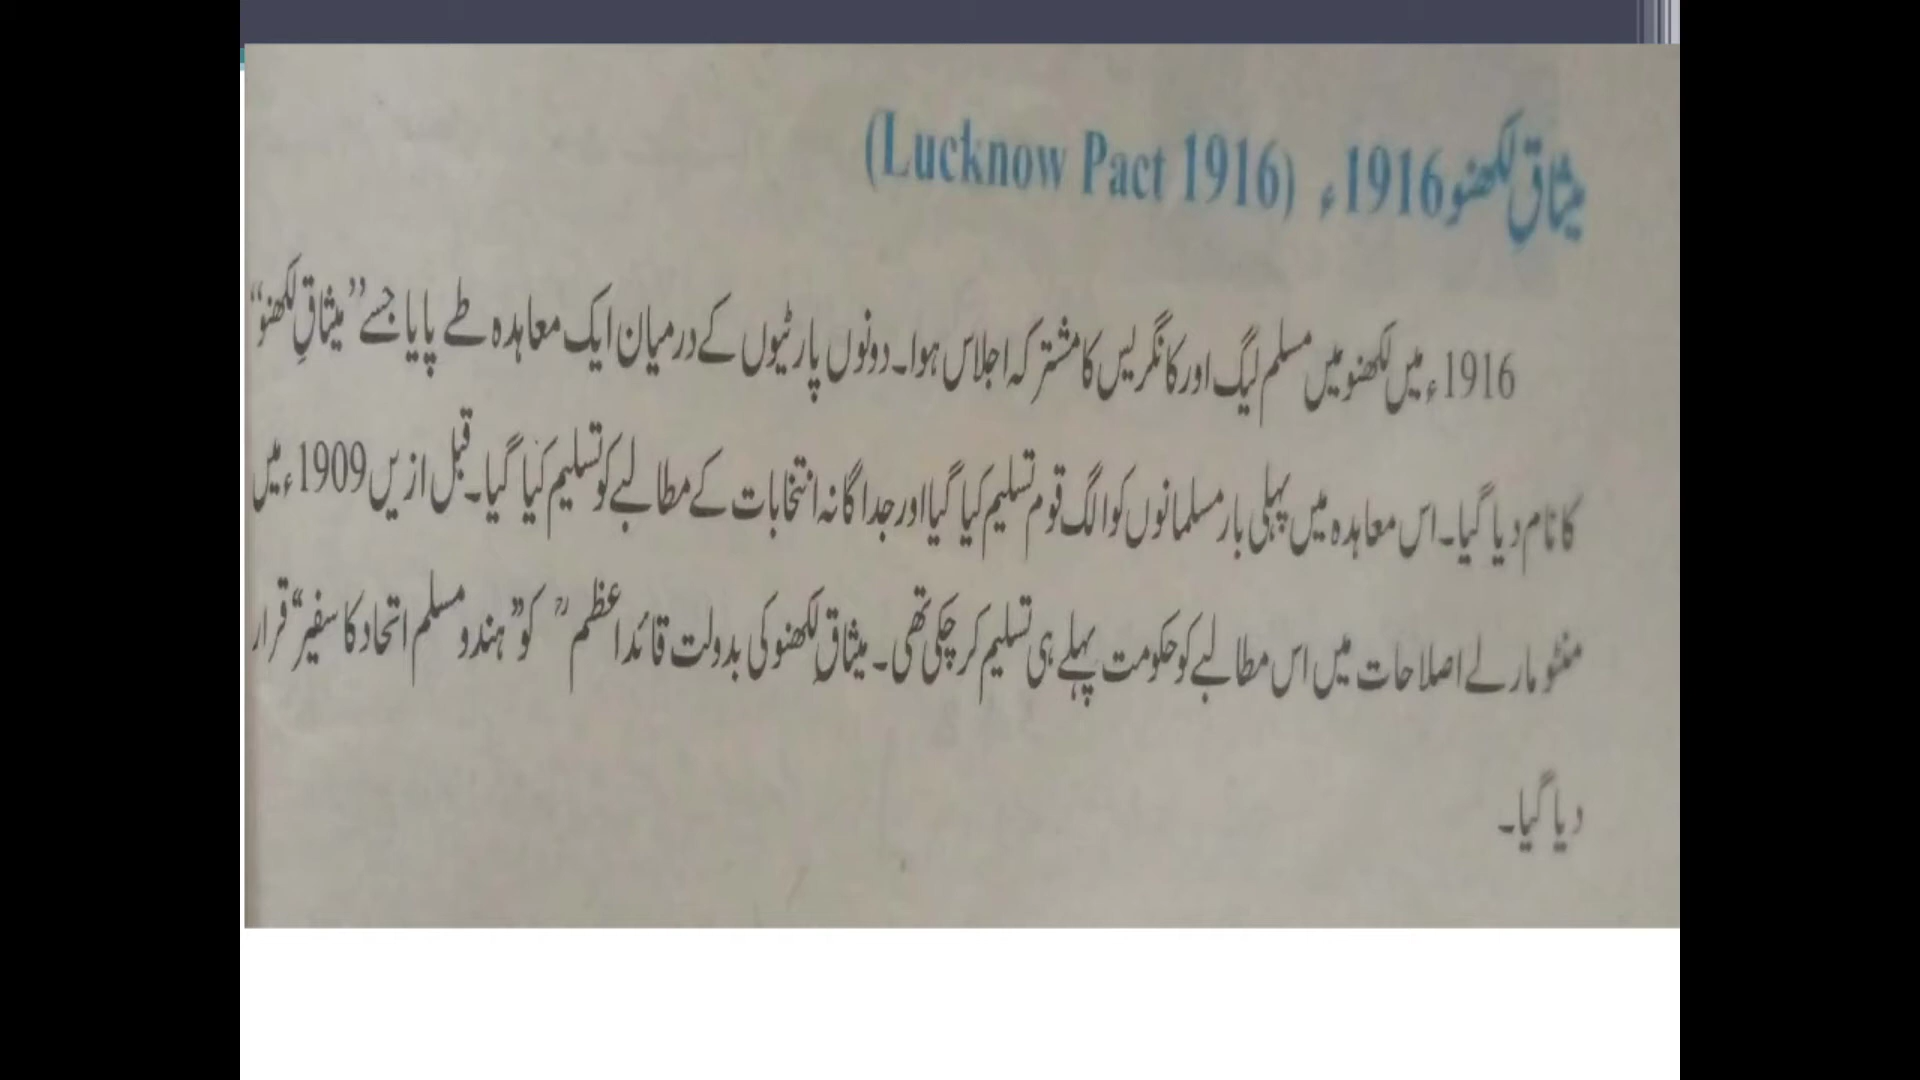 میثاقِ لکھنو 1916ء (Lucknow Pact 1916)
1916ء میں لکھنو میں مسلم لیگ اور کانگریس کا مشترکہ اجلاس ہوا۔ دونوں پارٹیوں کے درمیان ایک معاہدہ طے پایا جسے ”میثاقِ لکھنو“
کا نام دیا گیا۔ اس معاہدہ میں پہلی بار مسلمانوں کو الگ قوم تسلیم کیا گیا اور جداگانہ انتخابات کے مطالبے کو تسلیم کیا گیا۔ قبل ازیں 1909ء میں
منٹو مارلے اصلاحات میں اس مطالبے کو حکومت پہلے ہی تسلیم کر چکی تھی۔ میثاقِ لکھنو کی بدولت قائداعظمؒ کو ”ہندو مسلم اتحاد کا سفیر“ قرار
دیا گیا۔